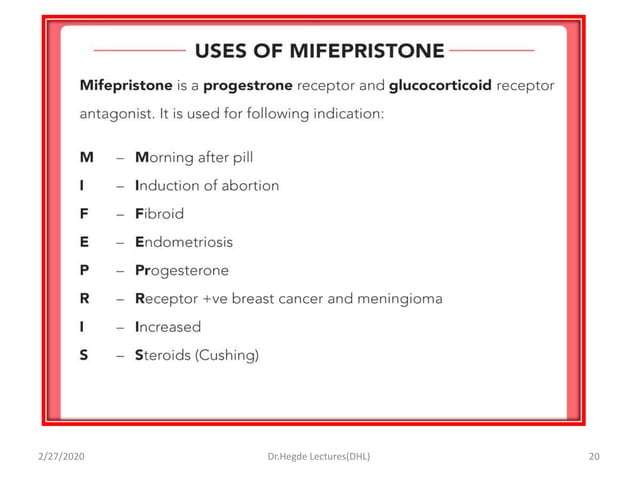 USES OF MIFEPRISTONE
Mifepristone is a progestrone receptor and glucocorticoid receptor
antagonist. It is used for following indication:
M – Morning after pill
I – Induction of abortion
F – Fibroid
E – Endometriosis
P – Progesterone
R – Receptor +ve breast cancer and meningioma
I – Increased
S – Steroids (Cushing)
2/27/2020 Dr.Hegde Lectures(DHL) 20